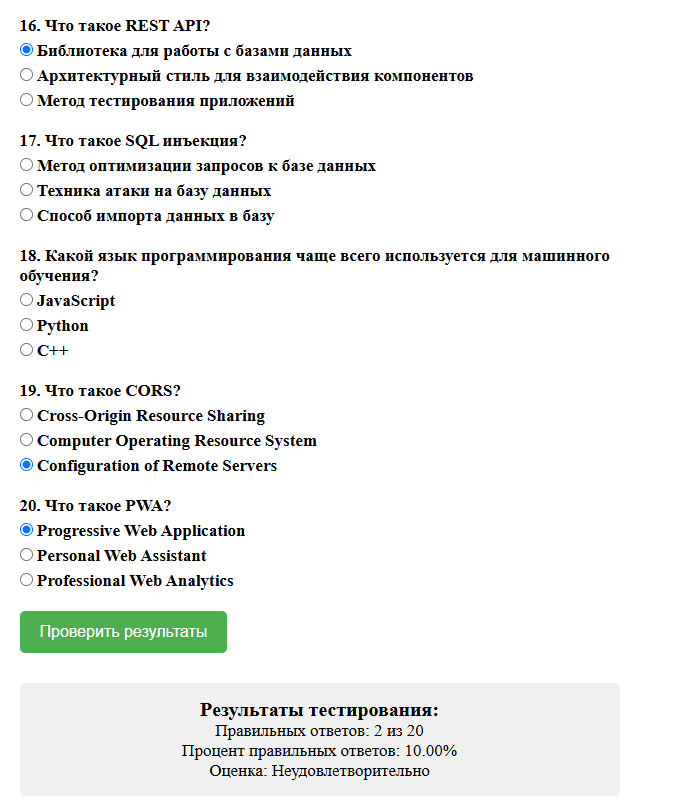 16. Что такое REST API?
Библиотека для работы с базами данных
Архитектурный стиль для взаимодействия компонентов
Метод тестирования приложений
17. Что такое SQL инъекция?
Метод оптимизации запросов к базе данных
Техника атаки на базу данных
Способ импорта данных в базу
18. Какой язык программирования чаще всего используется для машинного
обучения?
JavaScript
Python
C++
19. Что такое CORS?
Cross-Origin Resource Sharing
Computer Operating Resource System
Configuration of Remote Servers
20. Что такое PWA?
Progressive Web Application
Personal Web Assistant
Professional Web Analytics
Проверить результаты
Результаты тестирования:
Правильных ответов: 2 из 20
Процент правильных ответов: 10.00%
Оценка: Неудовлетворительно